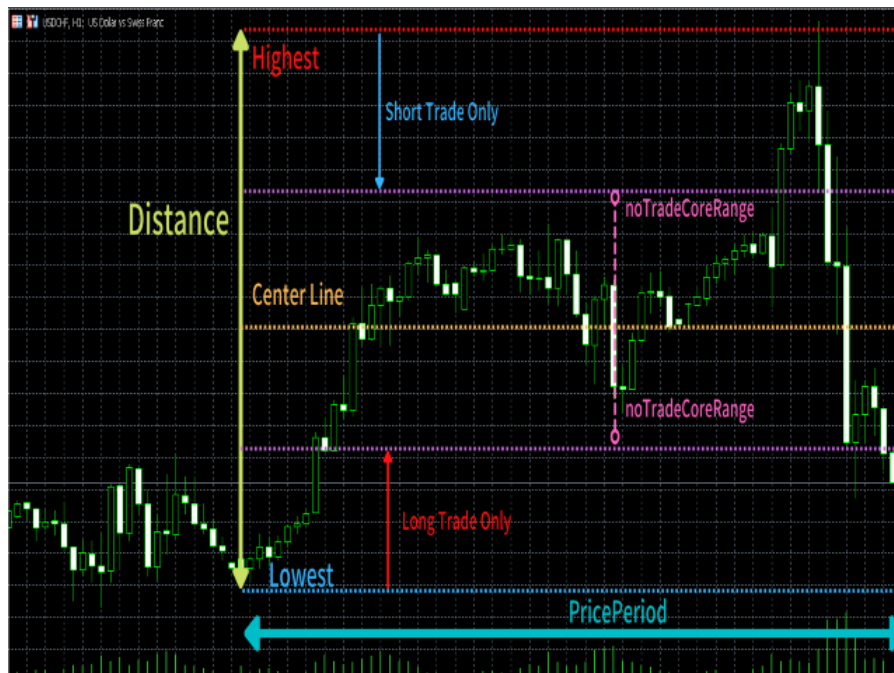 USDCHF, H1: US Dollar vs Swiss Franc
Highest
Short Trade Only
Distance
noTradeCoreRange
Center Line
noTradeCoreRange
Long Trade Only
Lowest
PricePeriod